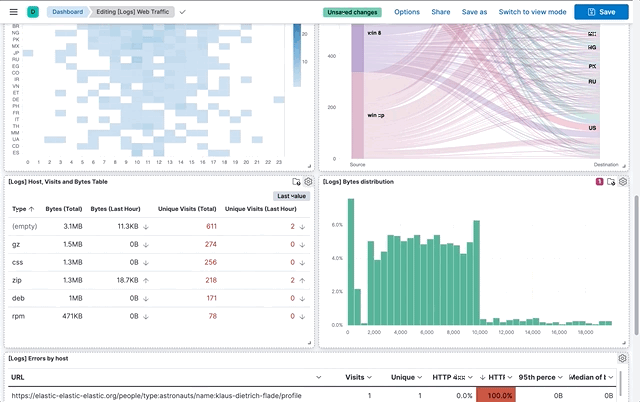 D Dashboard Editing [Logs] Web Traffic Unsaved changes Options Share Save as Switch to view mode Save
BR
NG
PK
MX
JP
RU
EG
CO
IR
VN
ET
DE
PH
FR
IT
TH
MM
UA
CD
ES
0 1 2 3 4 5 6 7 8 9 10 11 12 13 14 15 16 17 18 19 20 21 22 23
20
10
400
200
0
win 8
win xp
NG
PK
RU
US
Source Destination
[Logs] Host, Visits and Bytes Table
Last value
Type Bytes (Total) Bytes (Last Hour) Unique Visits (Total) Unique Visits (Last Hour)
(empty) 3.1MB 11.3KB 611 2
gz 1.5MB 0B 274 0
css 1.3MB 0B 256 0
zip 1.3MB 18.7KB 218 2
deb 1MB 0B 171 0
rpm 471KB 0B 78 0
[Logs] Bytes distribution 1
6.0%
4.0%
2.0%
0.0%
0 2,000 4,000 6,000 8,000 10,000 12,000 14,000 16,000 18,000
[Logs] Errors by host
URL Visits Unique HTTP 4xx HTTP 95th perce Median of
https://elastic-elastic-elastic.org/people/type:astronauts/name:klaus-dietrich-flade/profile 1 1 0.0% 100.0% 0B 0B